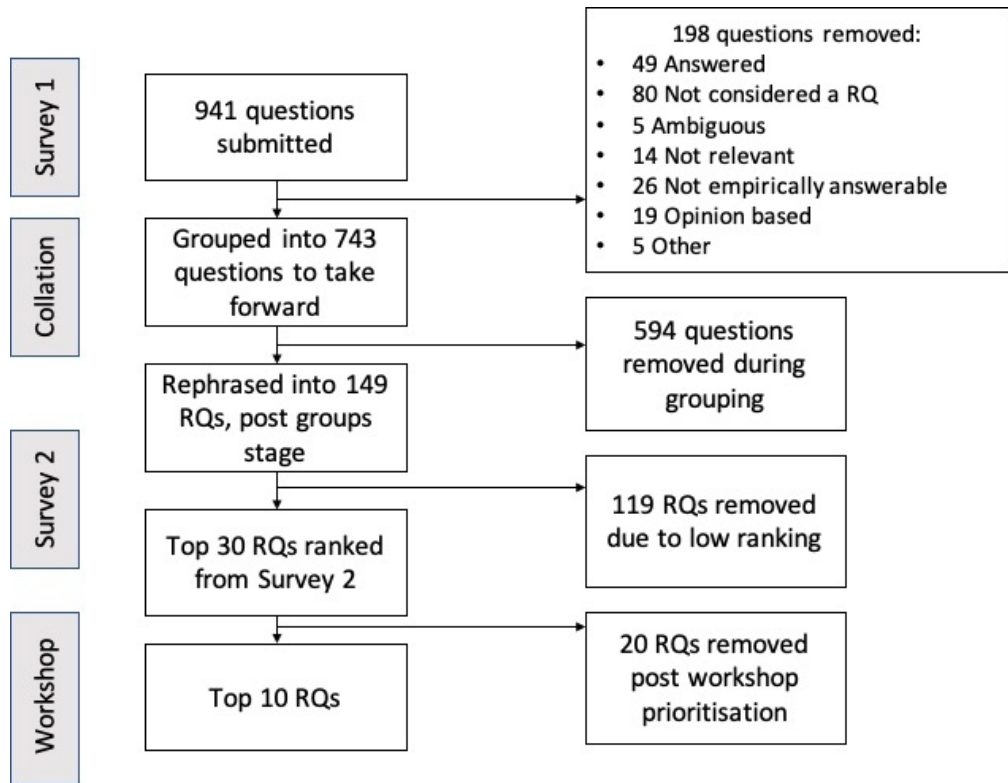 Survey 1
941 questions
submitted
198 questions removed:
• 49 Answered
• 80 Not considered a RQ
• 5 Ambiguous
• 14 Not relevant
• 26 Not empirically answerable
• 19 Opinion based
• 5 Other
Collation
Grouped into 743
questions to take
forward
594 questions
removed during
grouping
Rephrased into 149
RQs, post groups
stage
Survey 2
119 RQs removed
due to low ranking
Top 30 RQs ranked
from Survey 2
Workshop
20 RQs removed
post workshop
prioritisation
Top 10 RQs